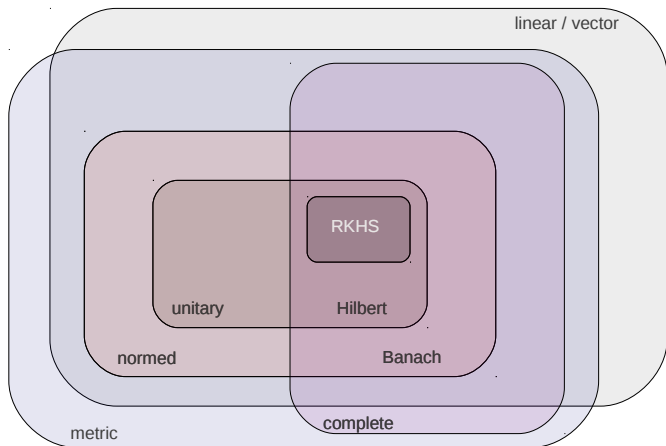 linear / vector
RKHS
unitary
Hilbert
normed
Banach
complete
metric